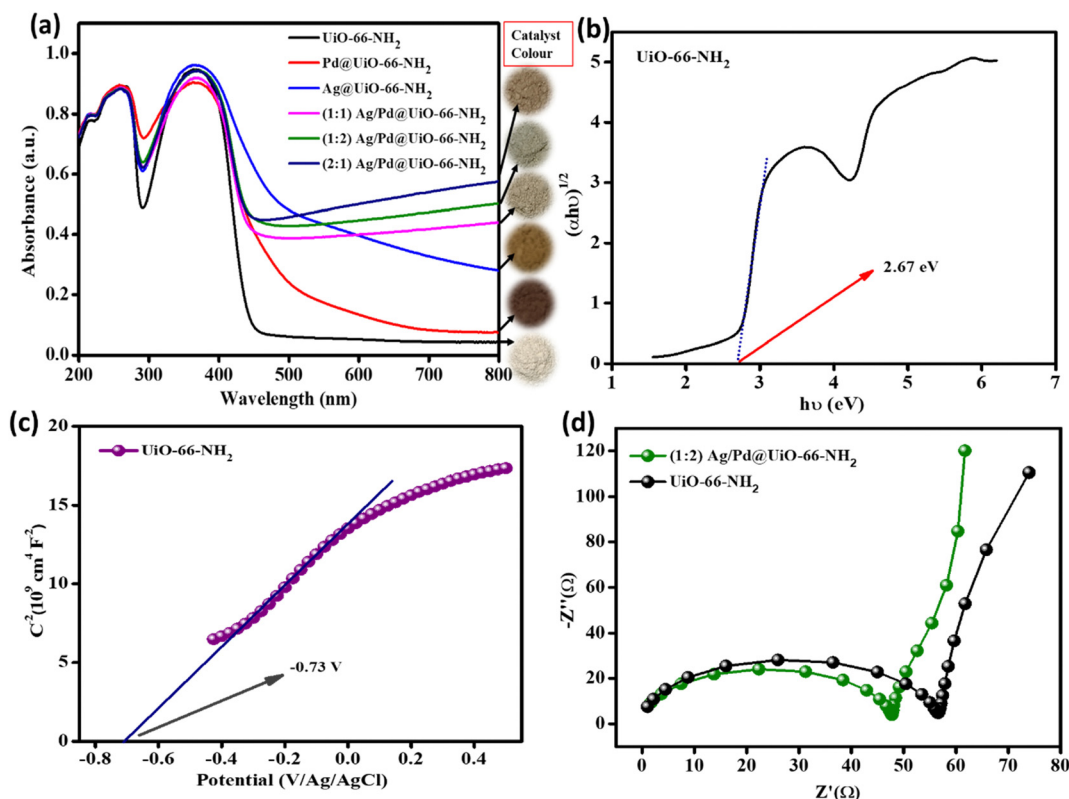 (a)
UiO-66-NH2
Pd@UiO-66-NH2
Ag@UiO-66-NH2
(1:1) Ag/Pd@UiO-66-NH2
(1:2) Ag/Pd@UiO-66-NH2
(2:1) Ag/Pd@UiO-66-NH2
Catalyst
Colour
1.0
0.8
0.6
0.4
0.2
0.0
Absorbance (a.u.)
200 300 400 500 600 700 800
Wavelength (nm)
(b)
UiO-66-NH2
5
4
3
2
1
0
(αhυ)1/2
2.67 eV
1 2 3 4 5 6 7
hυ (eV)
(c)
UiO-66-NH2
20
15
10
5
0
C-2(109 cm4 F-2)
-0.73 V
-0.8 -0.6 -0.4 -0.2 0.0 0.2 0.4
Potential (V/Ag/AgCl)
(d)
(1:2) Ag/Pd@UiO-66-NH2
UiO-66-NH2
120
100
80
60
40
20
0
-Z''(Ω)
0 10 20 30 40 50 60 70 80
Z'(Ω)